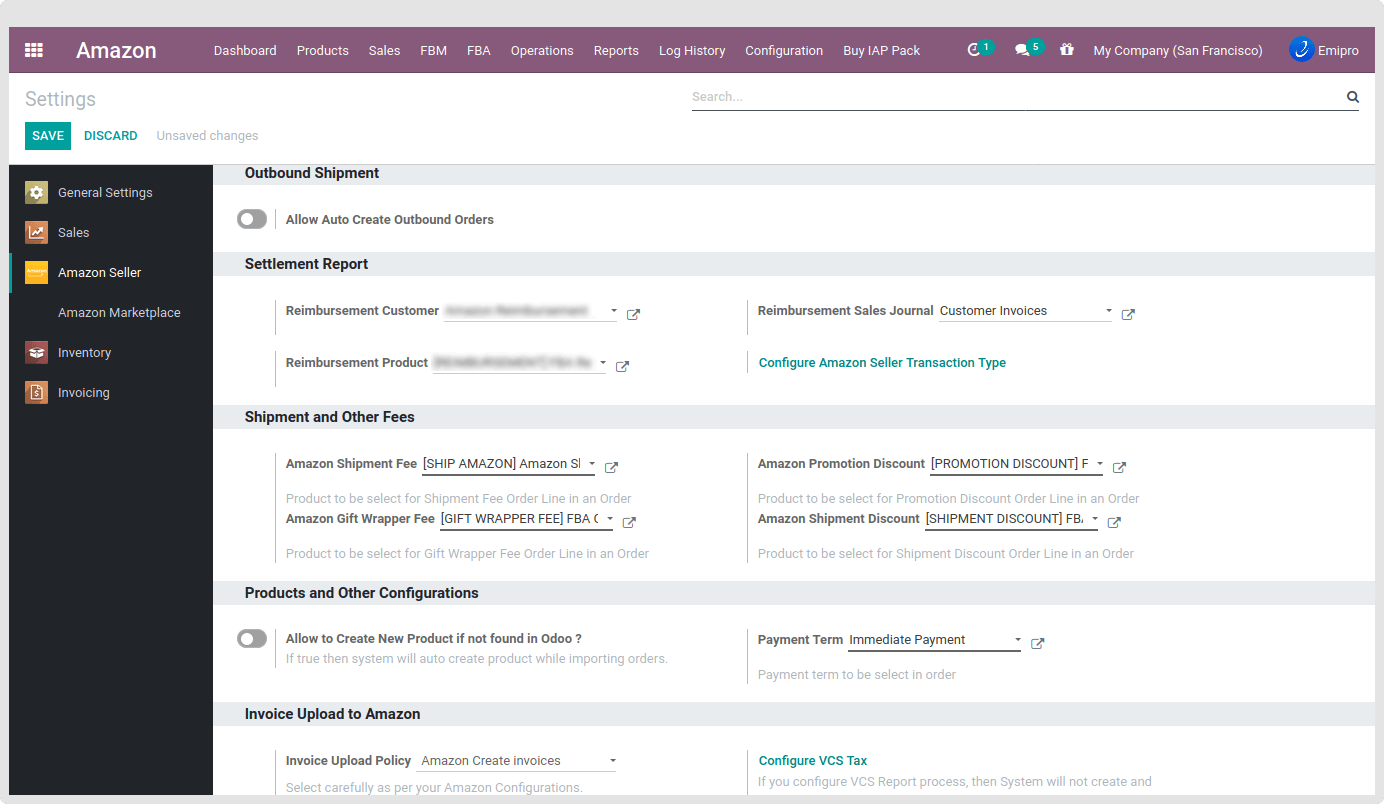 Amazon Dashboard Products Sales FBM FBA Operations Reports Log History Configuration Buy IAP Pack 1 5 My Company (San Francisco) Emipro
Settings
Search...
SAVE DISCARD Unsaved changes
General Settings
Sales
Amazon Seller
Amazon Marketplace
Inventory
Invoicing
Outbound Shipment
Allow Auto Create Outbound Orders
Settlement Report
Reimbursement Customer
Reimbursement Sales Journal Customer Invoices
Reimbursement Product
Configure Amazon Seller Transaction Type
Shipment and Other Fees
Amazon Shipment Fee [SHIP AMAZON] Amazon
Product to be select for Shipment Fee Order Line in an Order
Amazon Promotion Discount [PROMOTION DISCOUNT] F
Product to be select for Promotion Discount Order Line in an Order
Amazon Gift Wrapper Fee [GIFT WRAPPER FEE] FBA
Product to be select for Gift Wrapper Fee Order Line in an Order
Amazon Shipment Discount [SHIPMENT DISCOUNT] FBA
Product to be select for Shipment Discount Order Line in an Order
Products and Other Configurations
Allow to Create New Product if not found in Odoo ?
If true then system will auto create product while importing orders.
Payment Term Immediate Payment
Payment term to be select in order
Invoice Upload to Amazon
Invoice Upload Policy Amazon Create invoices
Select carefully as per your Amazon Configurations.
Configure VCS Tax
If you configure VCS Report process, then System will not create and